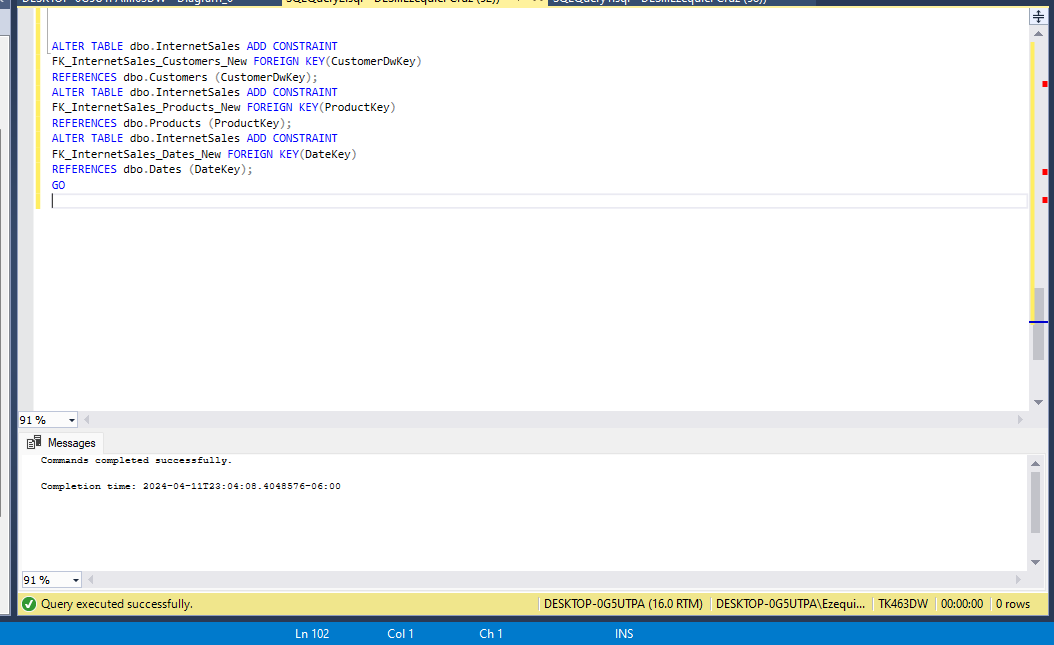 ALTER TABLE dbo.InternetSales ADD CONSTRAINT
FK_InternetSales_Customers_New FOREIGN KEY(CustomerDwKey)
REFERENCES dbo.Customers (CustomerDwKey);
ALTER TABLE dbo.InternetSales ADD CONSTRAINT
FK_InternetSales_Products_New FOREIGN KEY(ProductKey)
REFERENCES dbo.Products (ProductKey);
ALTER TABLE dbo.InternetSales ADD CONSTRAINT
FK_InternetSales_Dates_New FOREIGN KEY(DateKey)
REFERENCES dbo.Dates (DateKey);
GO
91 %
Messages
Commands completed successfully.
Completion time: 2024-04-11T23:04:08.4048576-06:00
91 %
Query executed successfully. DESKTOP-0G5UTPA (16.0 RTM) DESKTOP-0G5UTPA\Ezequi... TK463DW 00:00:00 0 rows
Ln 102 Col 1 Ch 1 INS